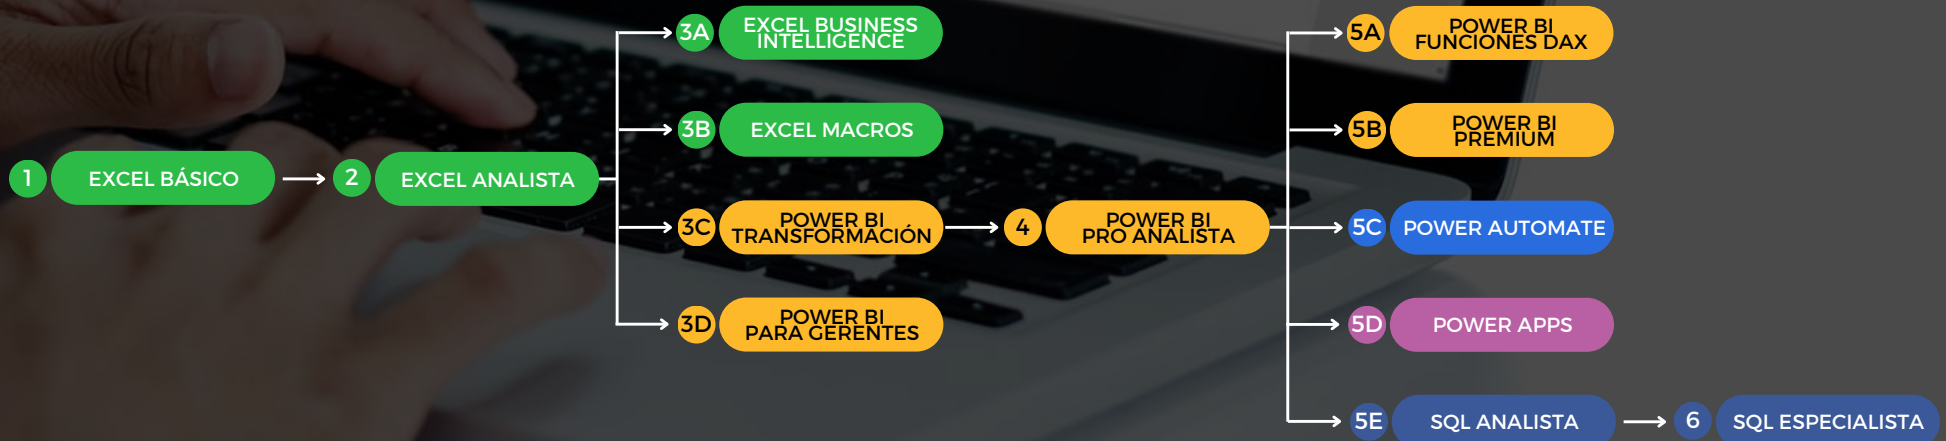 1
EXCEL BÁSICO
2
EXCEL ANALISTA
3A
EXCEL BUSINESS
INTELLIGENCE
3B
EXCEL MACROS
3C
POWER BI
TRANSFORMACIÓN
3D
POWER BI
PARA GERENTES
4
POWER BI
PRO ANALISTA
5A
POWER BI
FUNCIONES DAX
5B
POWER BI
PREMIUM
5C
POWER AUTOMATE
5D
POWER APPS
5E
SQL ANALISTA
6
SQL ESPECIALISTA